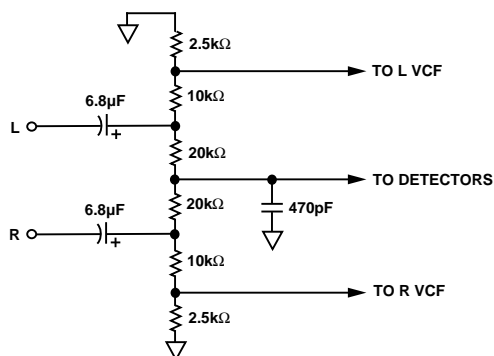 2.5kΩ
TO L VCF
10kΩ
6.8µF
L
+
20kΩ
TO DETECTORS
20kΩ
470pF
6.8µF
R
+
10kΩ
TO R VCF
2.5kΩ